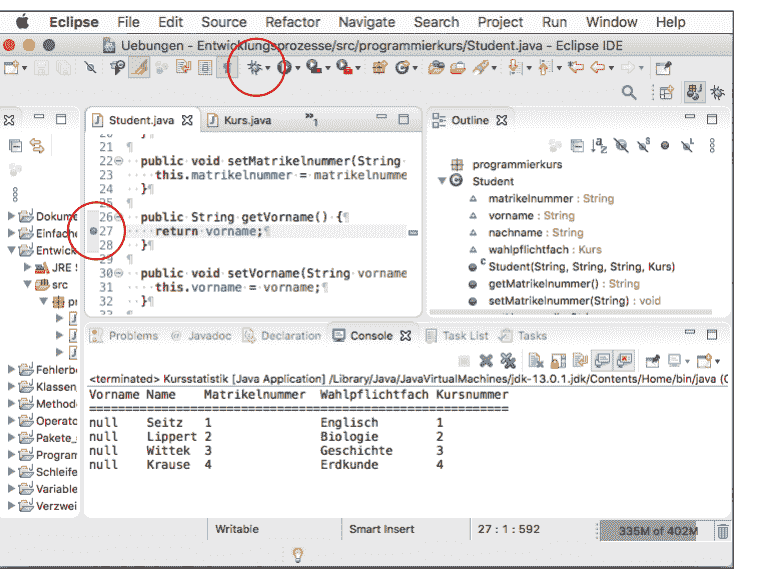 Eclipse File Edit Source Refactor Navigate Search Project Run Window Help
Uebungen - Entwicklungsprozesse/src/programmierkurs/Student.java - Eclipse IDE
Student.java
Kurs.java
»1
20 }
21 ¶
22 public void setMatrikelnummer(String
23 this.matrikelnummer = matrikelnumme
24 }¶
25 ¶
26 public String getVorname() {¶
27 return vorname;¶
28 }¶
29 ¶
30 public void setVorname(String vorname
31 this.vorname = vorname;¶
32 }¶
Dokume
Einfache
Entwick
JRE S
src
pr
J
J
J
Fehlerb
Klassen
Method
Operato
Pakete_
Program
Schleife
Variable
Verzwei
Outline
programmierkurs
Student
matrikelnummer : String
vorname : String
nachname : String
wahlpflichtfach : Kurs
Student(String, String, String, Kurs)
getMatrikelnummer() : String
setMatrikelnummer(String) : void
Problems @ Javadoc Declaration Console Task List Tasks
<terminated> Kursstatistik [Java Application] /Library/Java/JavaVirtualMachines/jdk-13.0.1.jdk/Contents/Home/bin/java (
Vorname Name Matrikelnummer Wahlpflichtfach Kursnummer
==========================================================
null Seitz 1 Englisch 1
null Lippert 2 Biologie 2
null Wittek 3 Geschichte 3
null Krause 4 Erdkunde 4
Writable
Smart Insert
27 : 1 : 592
335M of 402M